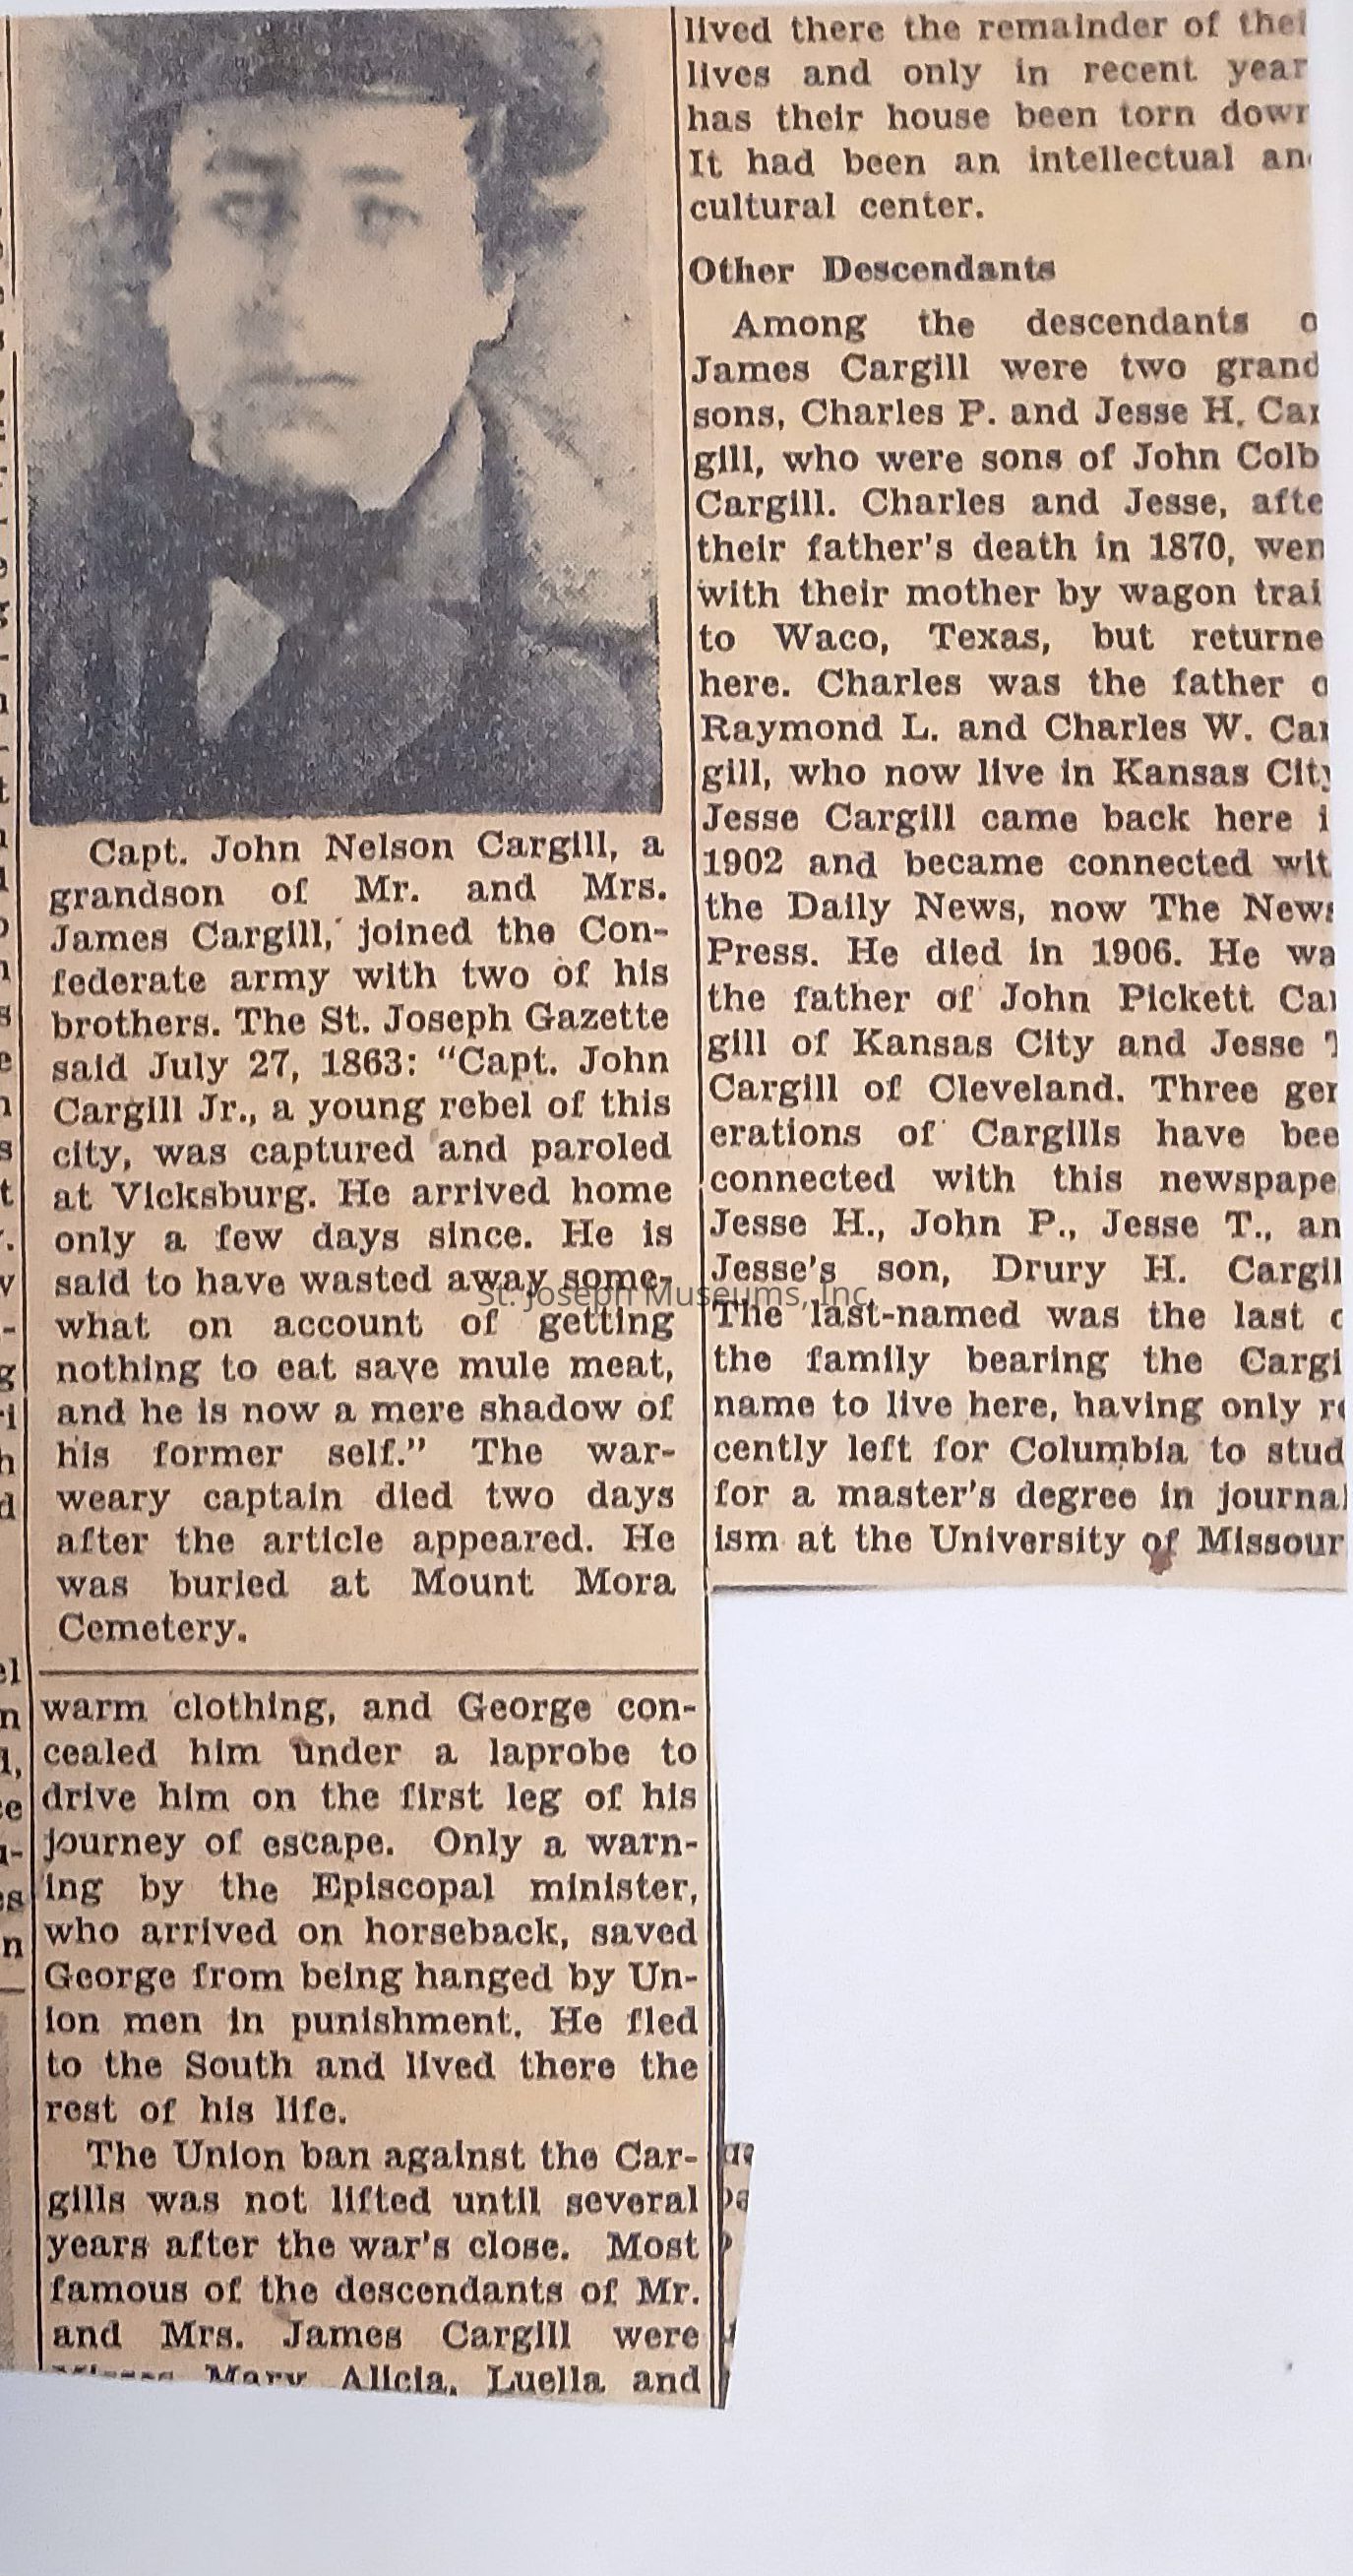 Capt. John Nelson Cargill, a
grandson of Mr. and Mrs.
James Cargill, joined the Con-
federate army with two of his
brothers. The St. Joseph Gazette
said July 27, 1863: "Capt. John
Cargill Jr., a young rebel of this
city, was captured and paroled
at Vicksburg. He arrived home
only a few days since. He is
said to have wasted away some-
what on account of getting
nothing to eat save mule meat,
and he is now a mere shadow of
his former self." The war-
weary captain died two days
after the article appeared. He
was buried at Mount Mora
Cemetery.
warm clothing, and George con-
cealed him under a laprobe to
drive him on the first leg of his
journey of escape. Only a warn-
ing by the Episcopal minister,
who arrived on horseback, saved
George from being hanged by Un-
ion men in punishment. He fled
to the South and lived there the
rest of his life.
The Union ban against the Car-
gills was not lifted until several
years after the war's close. Most
famous of the descendants of Mr.
and Mrs. James Cargill were
Mary Alicia, Luella and
lived there the remainder of thei
lives and only in recent year
has their house been torn down
It had been an intellectual an
cultural center.
Other Descendants
Among the descendants o
James Cargill were two grand
sons, Charles P. and Jesse H. Car
gill, who were sons of John Colb
Cargill. Charles and Jesse, afte
their father's death in 1870, wen
with their mother by wagon trai
to Waco, Texas, but returne
here. Charles was the father o
Raymond L. and Charles W. Car
gill, who now live in Kansas City
Jesse Cargill came back here i
1902 and became connected wit
the Daily News, now The News
Press. He died in 1906. He wa
the father of John Pickett Car
gill of Kansas City and Jesse T
Cargill of Cleveland. Three gen
erations of Cargills have bee
connected with this newspape
Jesse H., John P., Jesse T., an
Jesse's son, Drury H. Cargil
The last-named was the last o
the family bearing the Cargi
name to live here, having only re
cently left for Columbia to stud
for a master's degree in journal
ism at the University of Missour
St. Joseph Museums, Inc.